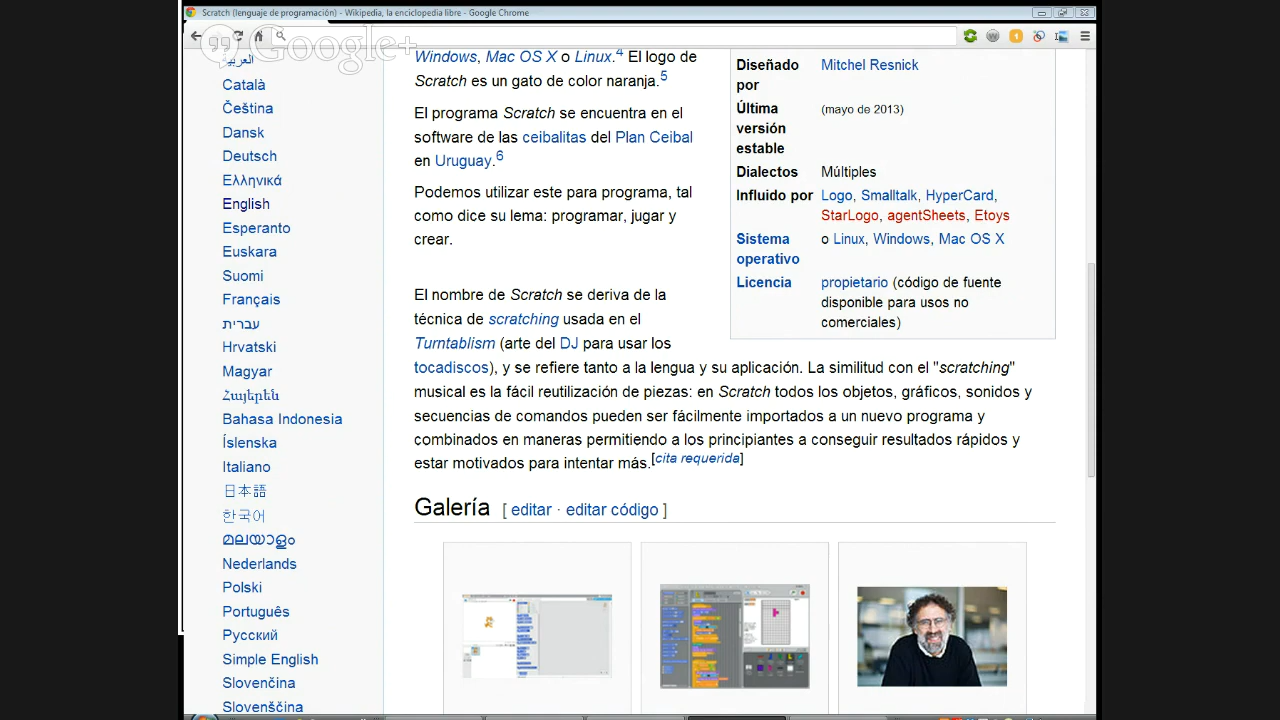 Scratch (lenguaje de programación) - Wikipedia, la enciclopedia libre - Google Chrome
Google+
العربية
Català
Čeština
Dansk
Deutsch
Ελληνικά
English
Esperanto
Euskara
Suomi
Français
עברית
Hrvatski
Magyar
Հայերեն
Bahasa Indonesia
Íslenska
Italiano
日本語
한국어
മലയാളം
Nederlands
Polski
Português
Русский
Simple English
Slovenčina
Slovenščina
Windows, Mac OS X o Linux.4 El logo de
Scratch es un gato de color naranja.5
El programa Scratch se encuentra en el
software de las ceibalitas del Plan Ceibal
en Uruguay.6
Podemos utilizar este para programa, tal
como dice su lema: programar, jugar y
crear.
El nombre de Scratch se deriva de la
técnica de scratching usada en el
Turntablism (arte del DJ para usar los
tocadiscos), y se refiere tanto a la lengua y su aplicación. La similitud con el "scratching"
musical es la fácil reutilización de piezas: en Scratch todos los objetos, gráficos, sonidos y
secuencias de comandos pueden ser fácilmente importados a un nuevo programa y
combinados en maneras permitiendo a los principiantes a conseguir resultados rápidos y
estar motivados para intentar más.[cita requerida]
Diseñado por Mitchel Resnick
Última versión estable (mayo de 2013)
Dialectos Múltiples
Influido por Logo, Smalltalk, HyperCard,
StarLogo, agentSheets, Etoys
Sistema operativo o Linux, Windows, Mac OS X
Licencia propietario (código de fuente
disponible para usos no
comerciales)
Galería [ editar · editar código ]